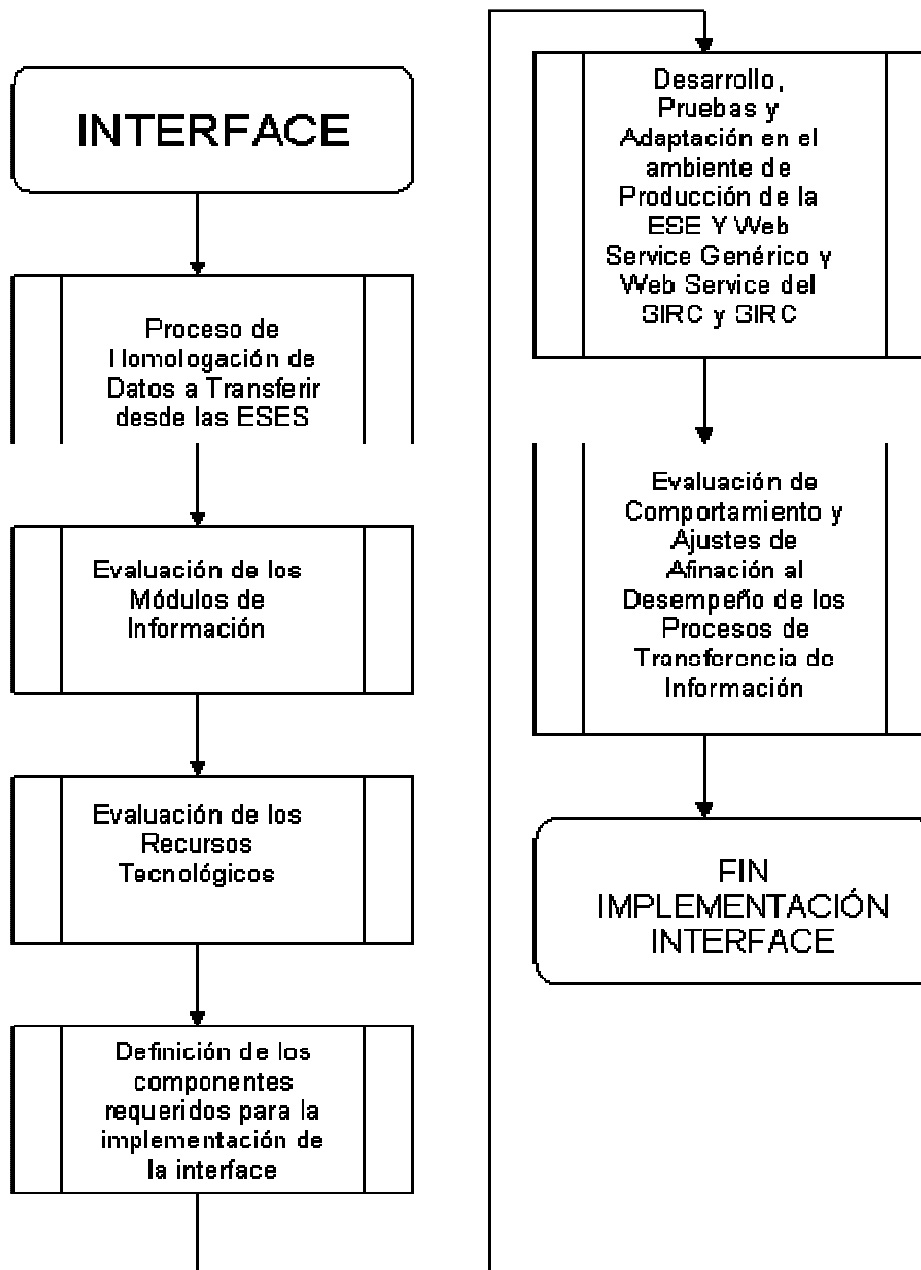 INTERFACE
Proceso de
Homologación de
Datos a Transferir
desde las ESES
Evaluación de los
Módulos de
Información
Evaluación de los
Recursos
Tecnológicos
Definición de los
componentes
requeridos para la
implementación de
la interface
Desarrollo,
Pruebas y
Adaptación en el
ambiente de
Producción de la
ESE Y Web
Service Genérico y
Web Service del
SIRC y SIRC
Evaluación de
Comportamiento y
Ajustes de
Afinación al
Desempeño de los
Procesos de
Transferencia de
Información
FIN
IMPLEMENTACIÓN
INTERFACE